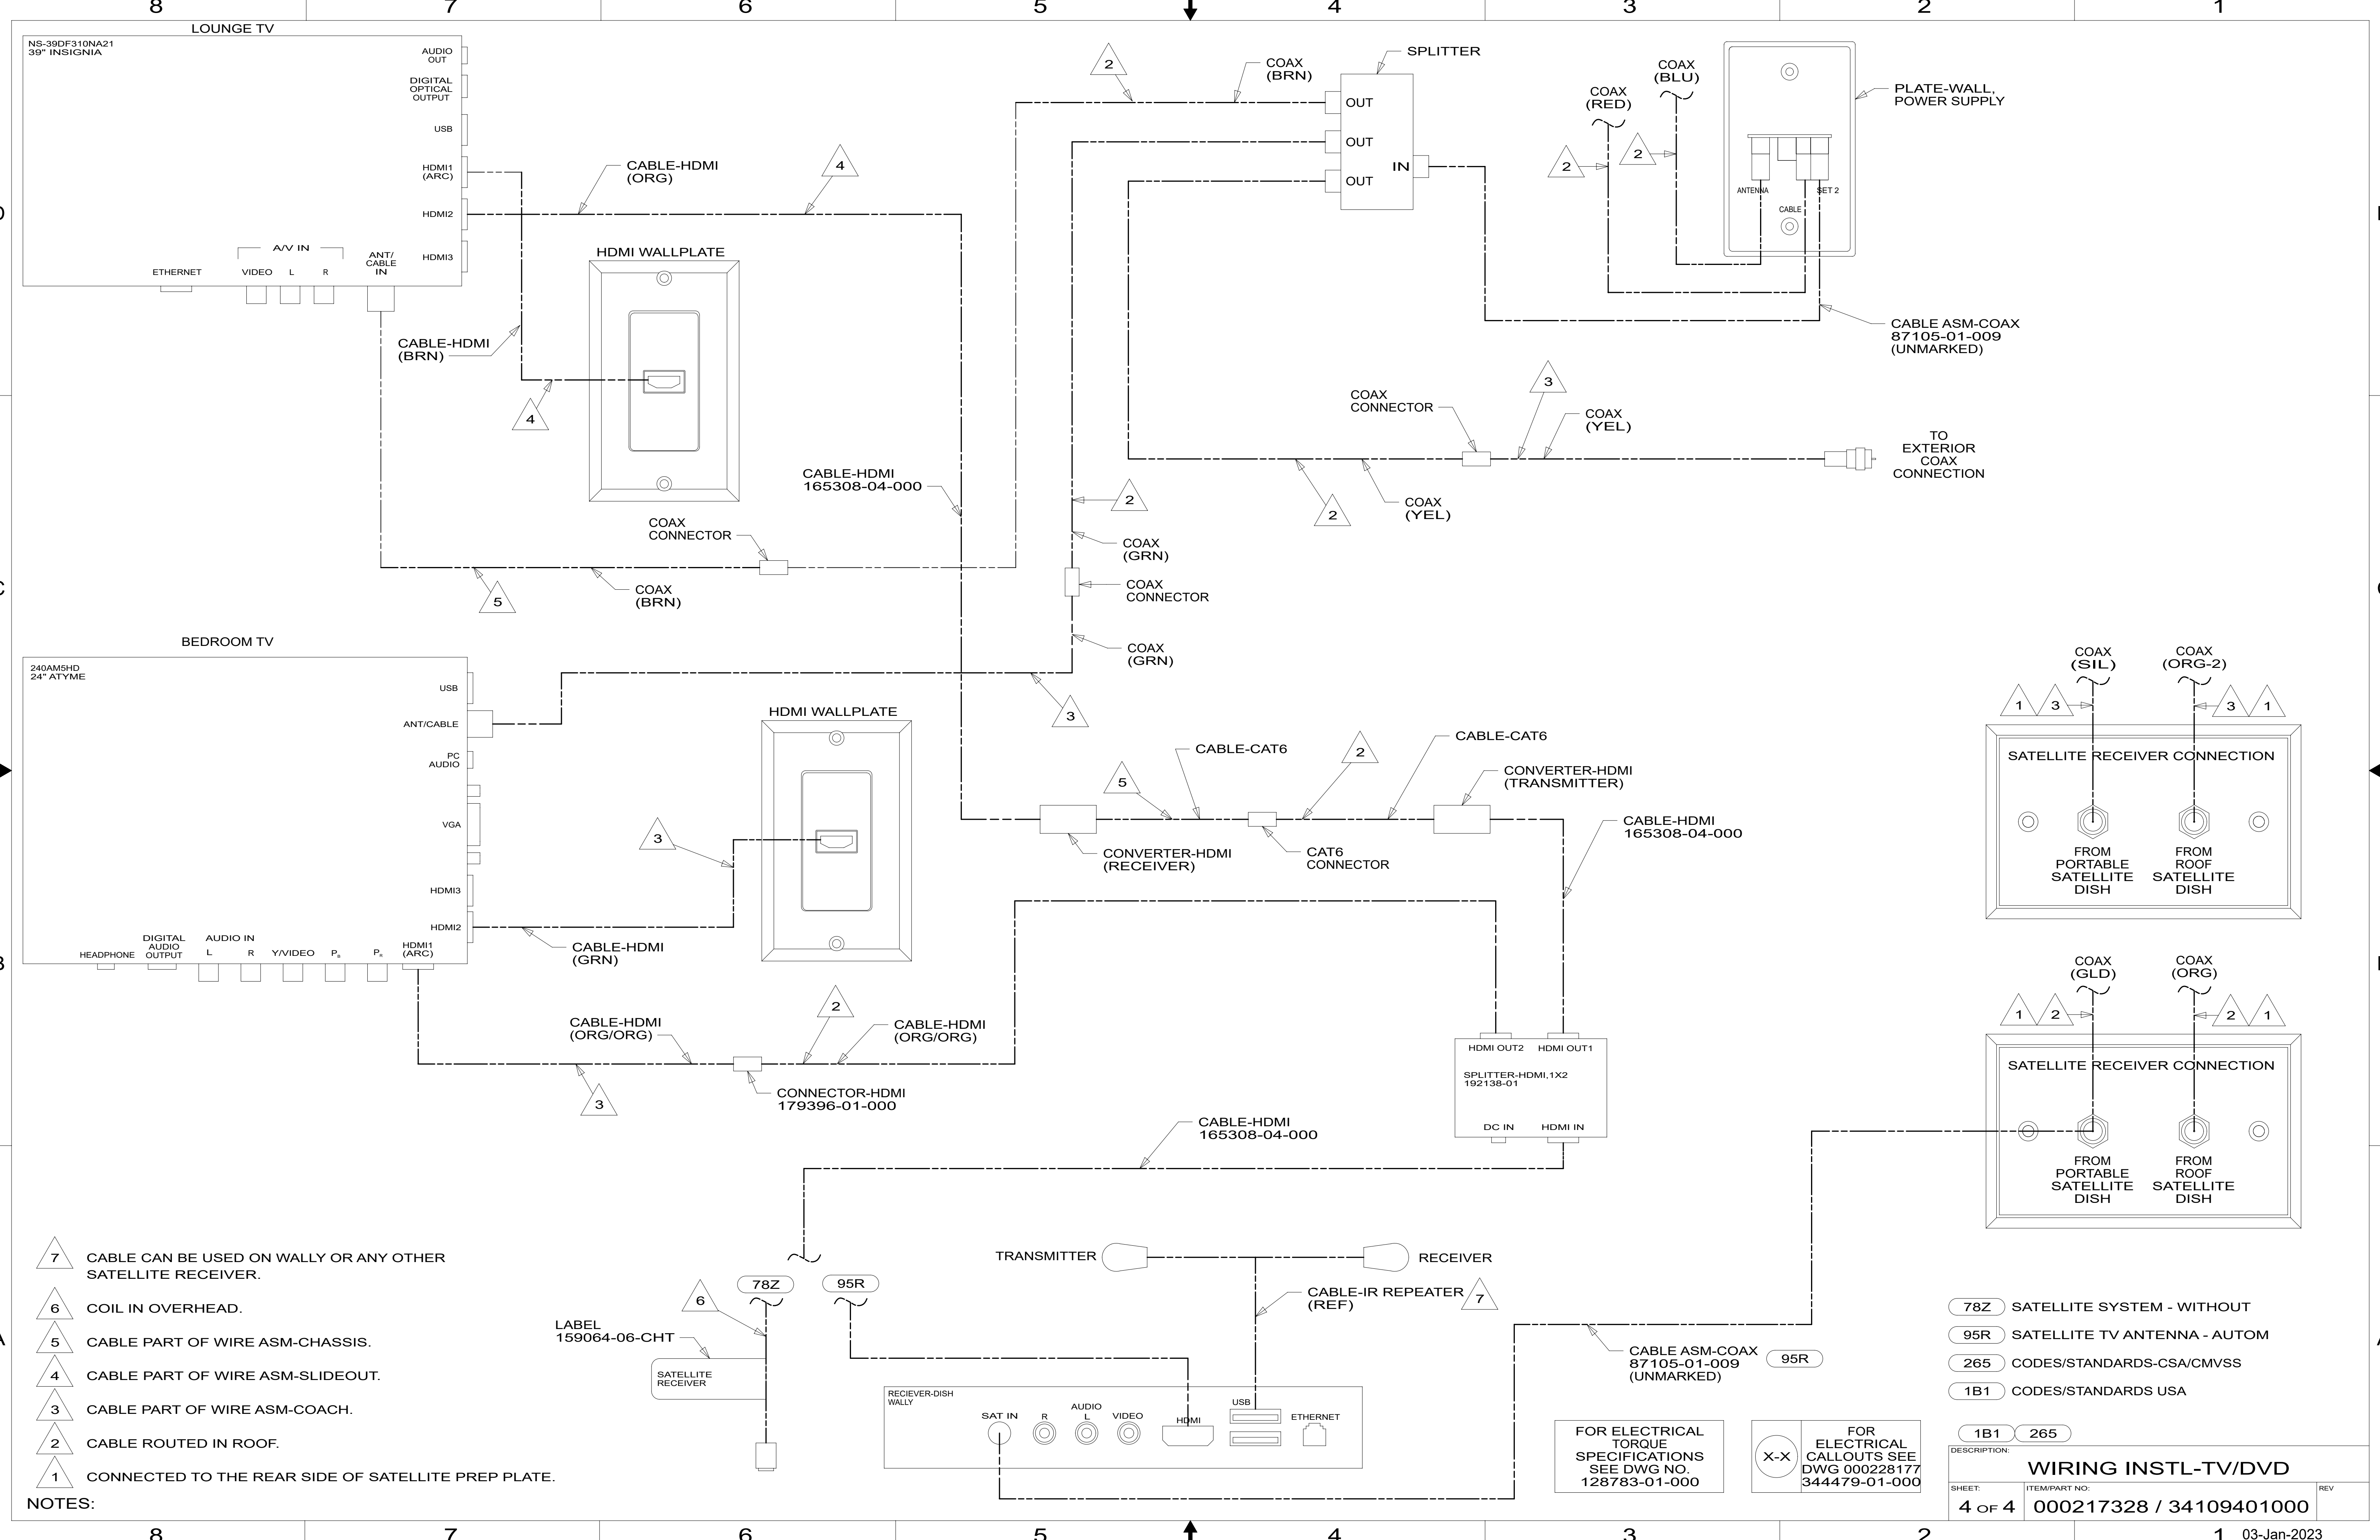 8 7 6 5 4 3 2 1
LOUNGE TV
NS-39DF310NA21
39" INSIGNIA
AUDIO
OUT
DIGITAL
OPTICAL
OUTPUT
USB
HDMI1
(ARC)
HDMI2
HDMI3
A/V IN
ETHERNET
VIDEO L R
ANT/
CABLE
IN
CABLE-HDMI
(ORG)
4
CABLE-HDMI
(BRN)
4
HDMI WALLPLATE
CABLE-HDMI
165308-04-000
COAX
CONNECTOR
5
COAX
(BRN)
2
COAX
(BRN)
SPLITTER
OUT
OUT
OUT
IN
COAX
(RED)
COAX
(BLU)
2
2
PLATE-WALL,
POWER SUPPLY
ANTENNA
SET 2
CABLE
CABLE ASM-COAX
87105-01-009
(UNMARKED)
COAX
CONNECTOR
3
COAX
(YEL)
TO
EXTERIOR
COAX
CONNECTION
2
COAX
(YEL)
2
COAX
(GRN)
COAX
CONNECTOR
COAX
(GRN)
3
BEDROOM TV
240AM5HD
24" ATYME
USB
ANT/CABLE
PC
AUDIO
VGA
HDMI3
HDMI2
HDMI1
(ARC)
HEADPHONE
DIGITAL
AUDIO
OUTPUT
AUDIO IN
L R
Y/VIDEO
HDMI WALLPLATE
3
CABLE-HDMI
(GRN)
CABLE-HDMI
(ORG/ORG)
2
CABLE-HDMI
(ORG/ORG)
3
CONNECTOR-HDMI
179396-01-000
CABLE-CAT6
5
2
CABLE-CAT6
CONVERTER-HDMI
(TRANSMITTER)
CONVERTER-HDMI
(RECEIVER)
CAT6
CONNECTOR
CABLE-HDMI
165308-04-000
COAX
(SIL)
COAX
(ORG-2)
1 3
3 1
SATELLITE RECEIVER CONNECTION
FROM
PORTABLE
SATELLITE
DISH
FROM
ROOF
SATELLITE
DISH
COAX
(GLD)
COAX
(ORG)
1 2
2 1
SATELLITE RECEIVER CONNECTION
FROM
PORTABLE
SATELLITE
DISH
FROM
ROOF
SATELLITE
DISH
HDMI OUT2 HDMI OUT1
SPLITTER-HDMI,1X2
192138-01
DC IN HDMI IN
CABLE-HDMI
165308-04-000
TRANSMITTER
RECEIVER
CABLE-IR REPEATER
(REF)
7
78Z
95R
6
LABEL
159064-06-CHT
SATELLITE
RECEIVER
RECIEVER-DISH
WALLY
SAT IN
R
AUDIO
L
VIDEO
HDMI
USB
ETHERNET
CABLE ASM-COAX
87105-01-009
(UNMARKED)
95R
7 CABLE CAN BE USED ON WALLY OR ANY OTHER
SATELLITE RECEIVER.
6 COIL IN OVERHEAD.
5 CABLE PART OF WIRE ASM-CHASSIS.
4 CABLE PART OF WIRE ASM-SLIDEOUT.
3 CABLE PART OF WIRE ASM-COACH.
2 CABLE ROUTED IN ROOF.
1 CONNECTED TO THE REAR SIDE OF SATELLITE PREP PLATE.
NOTES:
78Z SATELLITE SYSTEM - WITHOUT
95R SATELLITE TV ANTENNA - AUTOM
265 CODES/STANDARDS-CSA/CMVSS
1B1 CODES/STANDARDS USA
FOR ELECTRICAL
TORQUE
SPECIFICATIONS
SEE DWG NO.
128783-01-000
X-X
FOR
ELECTRICAL
CALLOUTS SEE
DWG 000228177
344479-01-000
1B1 265
DESCRIPTION:
WIRING INSTL-TV/DVD
SHEET:
4 OF 4
ITEM/PART NO:
000217328 / 34109401000
REV
8 7 6 5 4 3 2 1
03-Jan-2023